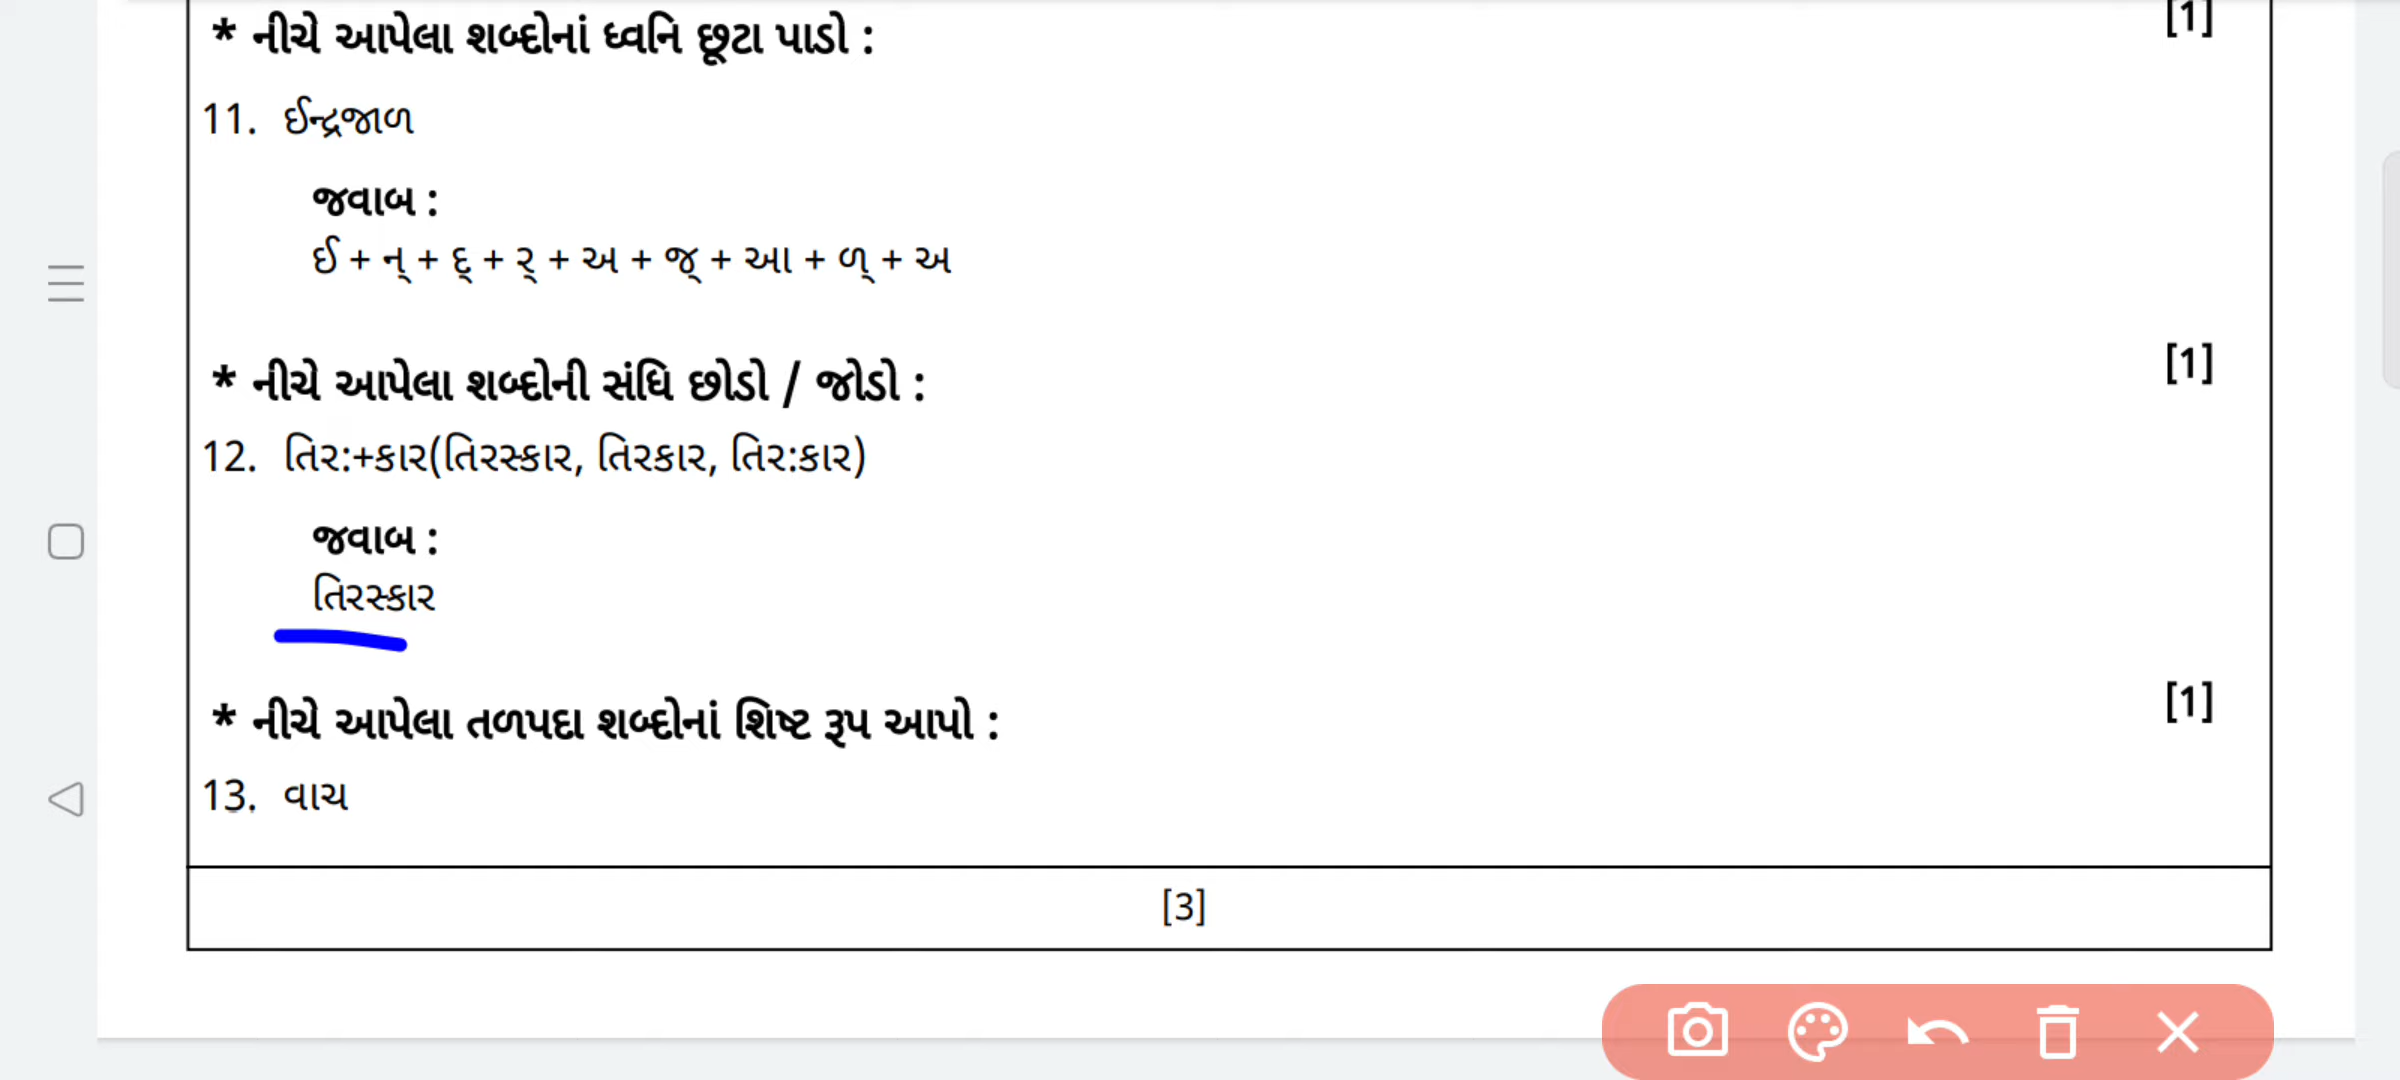 * નીચે આપેલા શબ્દોનાં ધ્વનિ છૂટા પાડો : [1]
11. ઈન્દ્રજાળ
જવાબ :
ઈ + ન્ + દ્ + ર્ + અ + જ્ + આ + ળ્ + અ
* નીચે આપેલા શબ્દોની સંધિ છોડો / જોડો : [1]
12. તિર:+કાર(તિરસ્કાર, તિરકાર, તિર:કાર)
જવાબ :
તિરસ્કાર
* નીચે આપેલા તળપદા શબ્દોનાં શિષ્ટ રૂપ આપો : [1]
13. વાચ
[3]